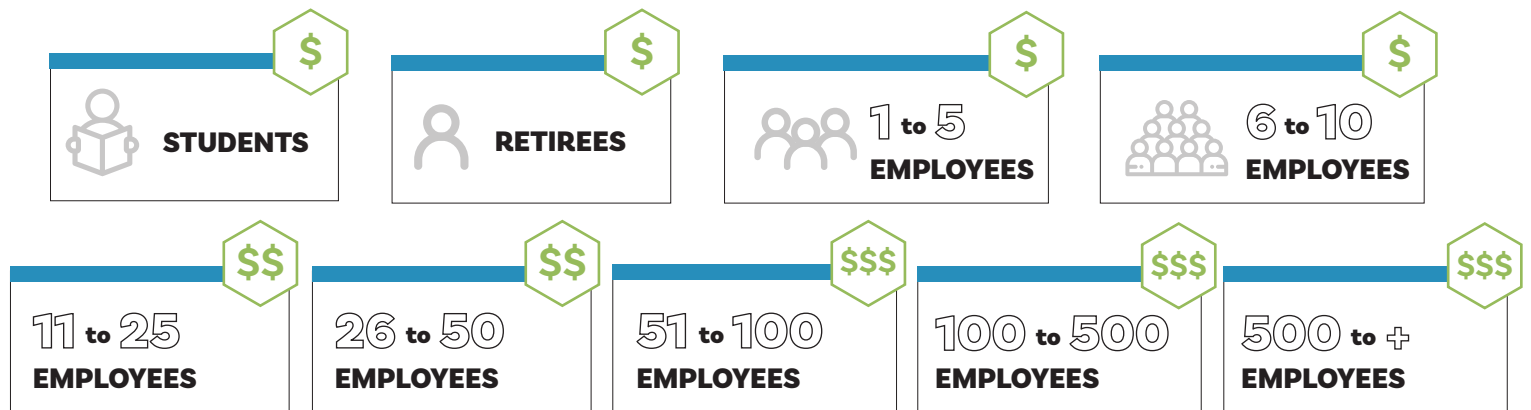 $
STUDENTS
$
RETIREES
$
1 to 5
EMPLOYEES
$
6 to 10
EMPLOYEES
$$
11 to 25
EMPLOYEES
$$
26 to 50
EMPLOYEES
$$$
51 to 100
EMPLOYEES
$$$
100 to 500
EMPLOYEES
$$$
500 to +
EMPLOYEES